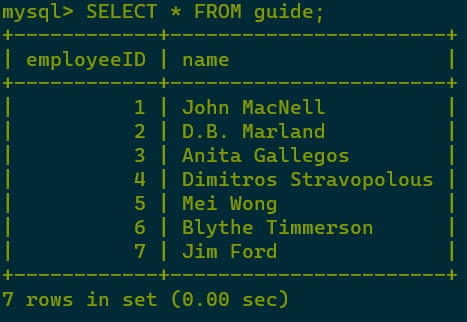 mysql> SELECT * FROM guide;
+------------+-----------------------+
| employeeID | name                  |
+------------+-----------------------+
|          1 | John MacNell          |
|          2 | D.B. Marland          |
|          3 | Anita Gallegos        |
|          4 | Dimitros Stravopolous |
|          5 | Mei Wong              |
|          6 | Blythe Timmerson      |
|          7 | Jim Ford              |
+------------+-----------------------+
7 rows in set (0.00 sec)